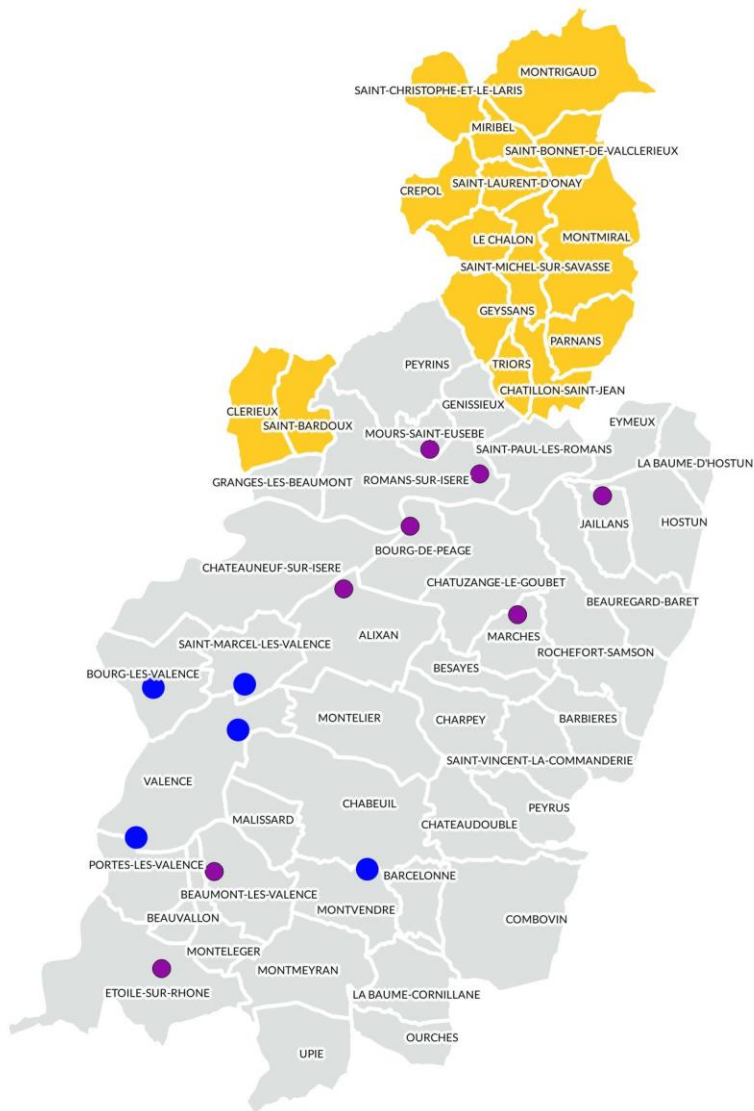 MONTRIGAUD
SAINT-CHRISTOPHE-ET-LE-LARIS
MIRIBEL
SAINT-BONNET-DE-VALCLERIEUX
SAINT-LAURENT-D'ONAY
CREPOL
LE CHALON
MONTMIRAL
SAINT-MICHEL-SUR-SAVASSE
GEYSSANS
PARNANS
PEYRINS
TRIORS
CHATILLON-SAINT-JEAN
GENISSIEUX
CLERIEUX
SAINT-BARDOUX
EYMEUX
MOURS-SAINT-EUSEBE
SAINT-PAUL-LES-ROMANS
LA BAUME-D'HOSTUN
GRANGES-LES-BEAUMONT
ROMANS-SUR-ISERE
JAILLANS
HOSTUN
BOURG-DE-PEAGE
CHATEAUNEUF-SUR-ISERE
CHATUZANGE-LE-GOUBET
BEAUREGARD-BARET
ALIXAN
MARCHES
SAINT-MARCEL-LES-VALENCE
ROCHEFORT-SAMSON
BESAYES
BOURG-LES-VALENCE
MONTELIER
CHARPEY
BARBIERES
SAINT-VINCENT-LA-COMMANDERIE
VALENCE
CHABEUIL
PEYRUS
MALISSARD
CHATEAUDOUBLE
PORTES-LES-VALENCE
BARCELONNE
BEAUMONT-LES-VALENCE
MONTVENDRE
BEAUVALLON
COMBOVIN
MONTELEGER
MONTMEYRAN
ETOILE-SUR-RHONE
LA BAUME-CORNILLANE
OURCHES
UPIE